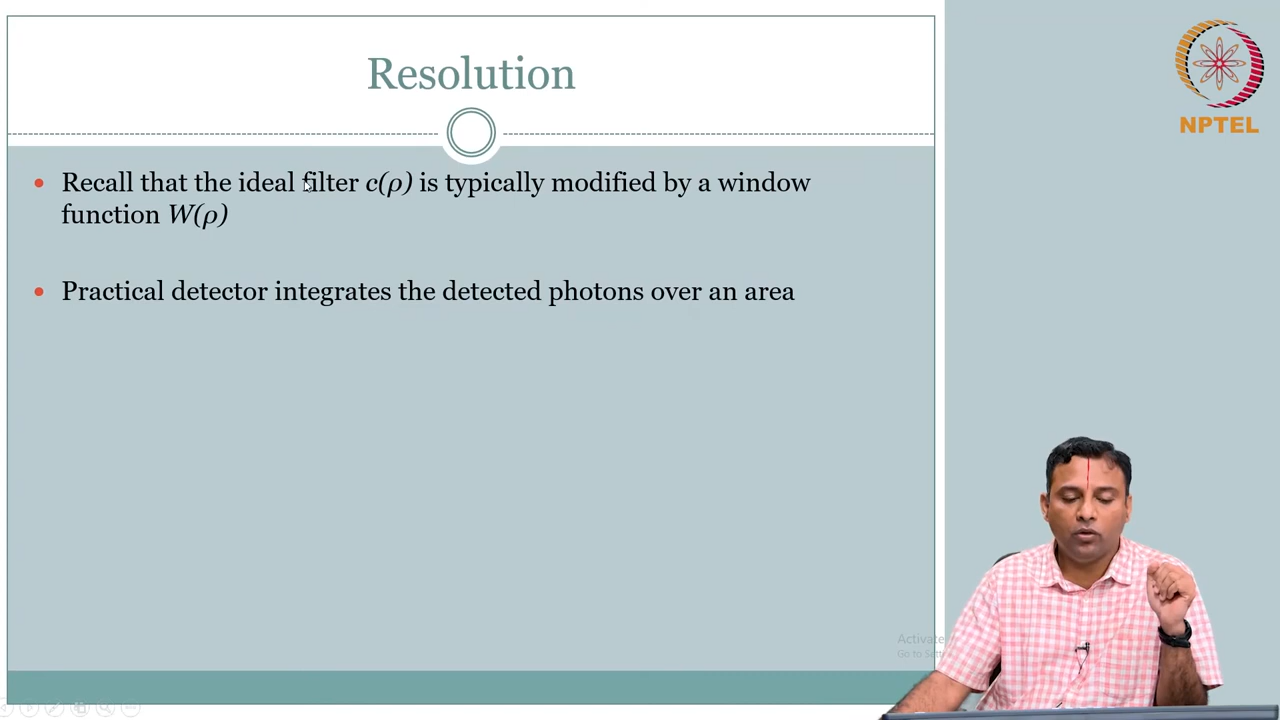 Resolution
NPTEL
• Recall that the ideal filter c(ρ) is typically modified by a window
function W(ρ)
• Practical detector integrates the detected photons over an area
Activate